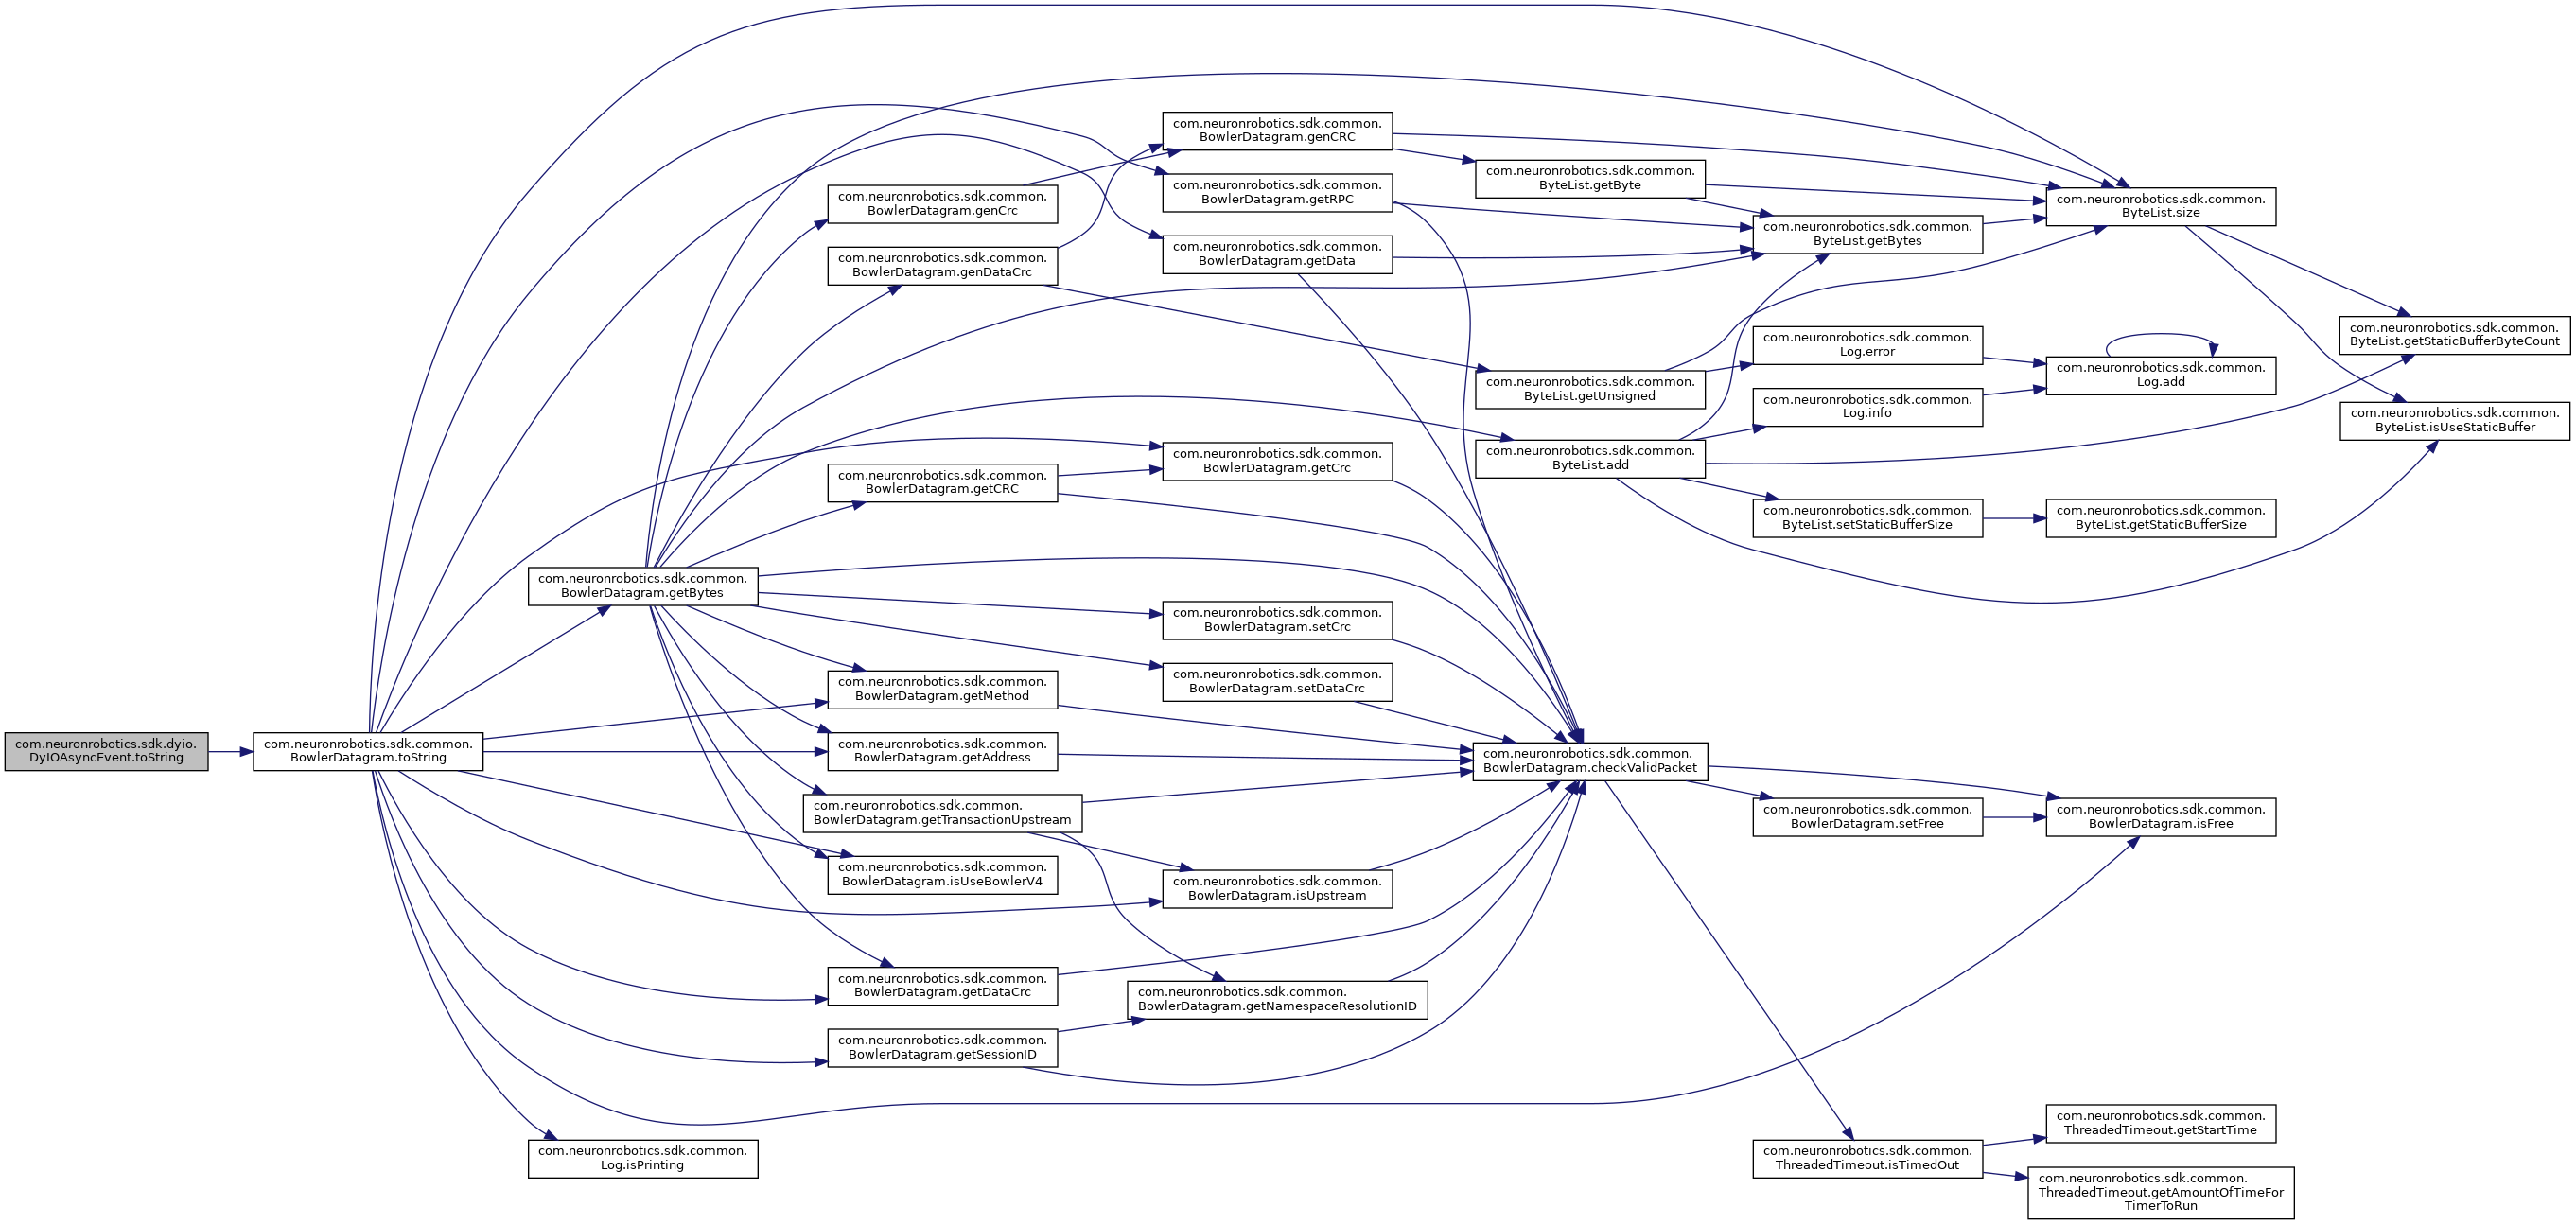 com.neuronrobotics.sdk.dyio.
DyIOAsyncEvent.toString
com.neuronrobotics.sdk.common.
BowlerDatagram.toString
com.neuronrobotics.sdk.common.
BowlerDatagram.getBytes
com.neuronrobotics.sdk.common.
Log.isPrinting
com.neuronrobotics.sdk.common.
BowlerDatagram.genCrc
com.neuronrobotics.sdk.common.
BowlerDatagram.genDataCrc
com.neuronrobotics.sdk.common.
BowlerDatagram.getCRC
com.neuronrobotics.sdk.common.
BowlerDatagram.getMethod
com.neuronrobotics.sdk.common.
BowlerDatagram.getAddress
com.neuronrobotics.sdk.common.
BowlerDatagram.getTransactionUpstream
com.neuronrobotics.sdk.common.
BowlerDatagram.isUseBowlerV4
com.neuronrobotics.sdk.common.
BowlerDatagram.getDataCrc
com.neuronrobotics.sdk.common.
BowlerDatagram.getSessionID
com.neuronrobotics.sdk.common.
BowlerDatagram.genCRC
com.neuronrobotics.sdk.common.
BowlerDatagram.getRPC
com.neuronrobotics.sdk.common.
BowlerDatagram.getData
com.neuronrobotics.sdk.common.
BowlerDatagram.getCrc
com.neuronrobotics.sdk.common.
BowlerDatagram.setCrc
com.neuronrobotics.sdk.common.
BowlerDatagram.setDataCrc
com.neuronrobotics.sdk.common.
BowlerDatagram.isUpstream
com.neuronrobotics.sdk.common.
BowlerDatagram.getNamespaceResolutionID
com.neuronrobotics.sdk.common.
ByteList.getByte
com.neuronrobotics.sdk.common.
ByteList.getUnsigned
com.neuronrobotics.sdk.common.
ByteList.add
com.neuronrobotics.sdk.common.
BowlerDatagram.checkValidPacket
com.neuronrobotics.sdk.common.
ByteList.getBytes
com.neuronrobotics.sdk.common.
Log.error
com.neuronrobotics.sdk.common.
Log.info
com.neuronrobotics.sdk.common.
ByteList.setStaticBufferSize
com.neuronrobotics.sdk.common.
BowlerDatagram.setFree
com.neuronrobotics.sdk.common.
ThreadedTimeout.isTimedOut
com.neuronrobotics.sdk.common.
ByteList.size
com.neuronrobotics.sdk.common.
Log.add
com.neuronrobotics.sdk.common.
ByteList.getStaticBufferSize
com.neuronrobotics.sdk.common.
BowlerDatagram.isFree
com.neuronrobotics.sdk.common.
ThreadedTimeout.getStartTime
com.neuronrobotics.sdk.common.
ThreadedTimeout.getAmountOfTimeFor
TimerToRun
com.neuronrobotics.sdk.common.
ByteList.getStaticBufferByteCount
com.neuronrobotics.sdk.common.
ByteList.isUseStaticBuffer